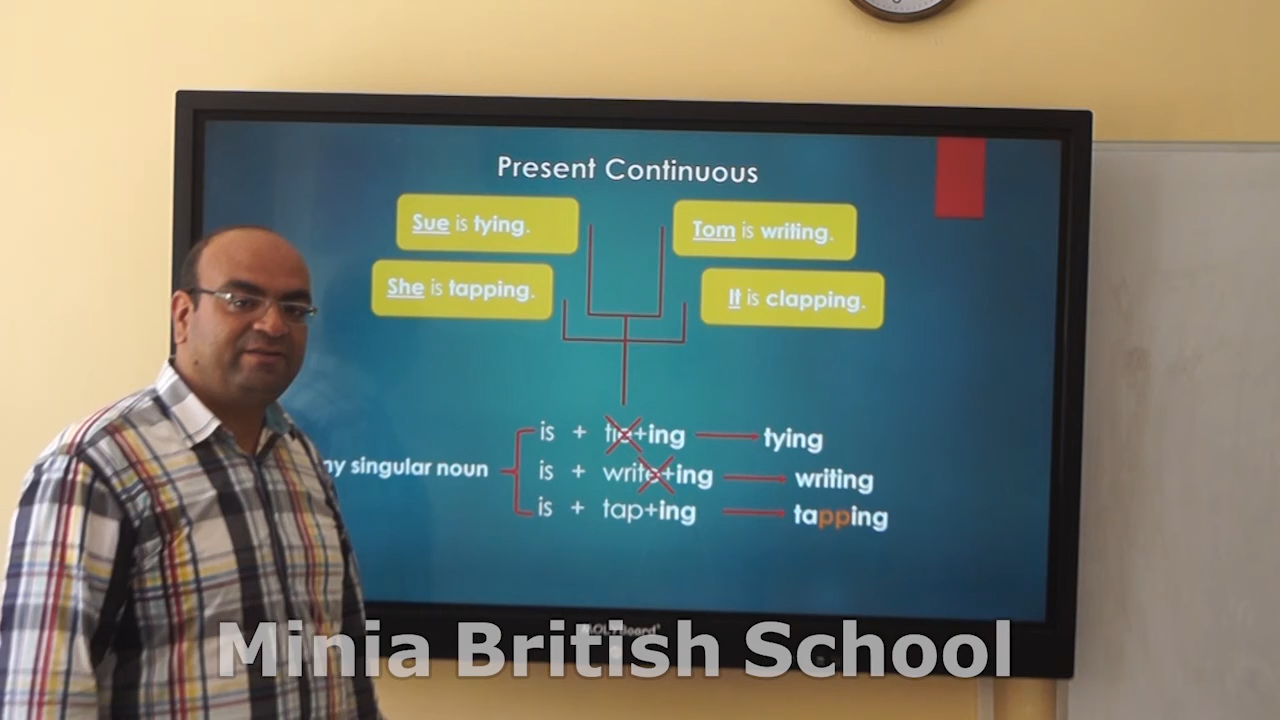 Present Continuous
Sue is tying.
Tom is writing.
She is tapping.
It is clapping.
is + tie+ing tying
singular noun is + write+ing writing
is + tap+ing tapping
Minia British School